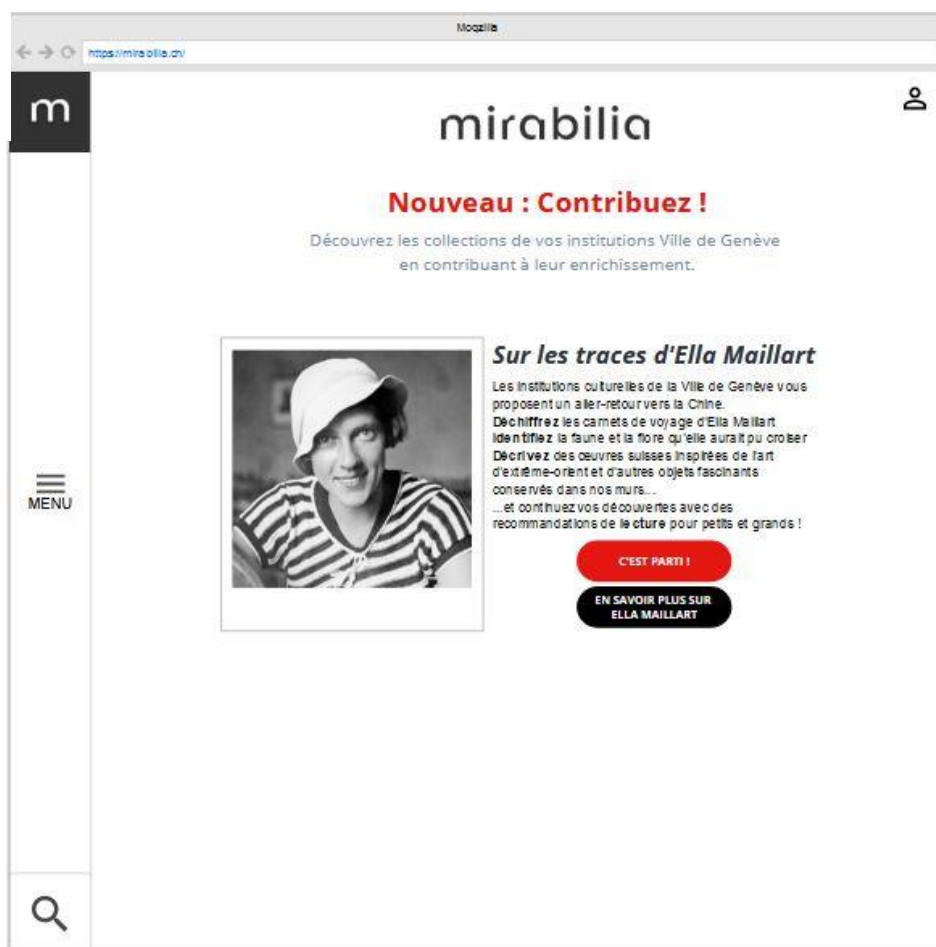 Moqzilla
https://mirabilia.ch/
m
mirabilia
Nouveau : Contribuez !
Découvrez les collections de vos institutions Ville de Genève
en contribuant à leur enrichissement.
Sur les traces d'Ella Maillart
Les institutions culturelles de la Ville de Genève vous
proposent un aller-retour vers la Chine.
Déchiffrez les carnets de voyage d'Ella Maillart
Identifiez la faune et la flore qu'elle aurait pu croiser
Décrivez des œuvres suisses inspirées de l'art
d'extrême-orient et d'autres objets fascinants
conservés dans nos murs...
...et continuez vos découvertes avec des
recommandations de lecture pour petits et grands !
C'EST PARTI !
EN SAVOIR PLUS SUR
ELLA MAILLART
MENU